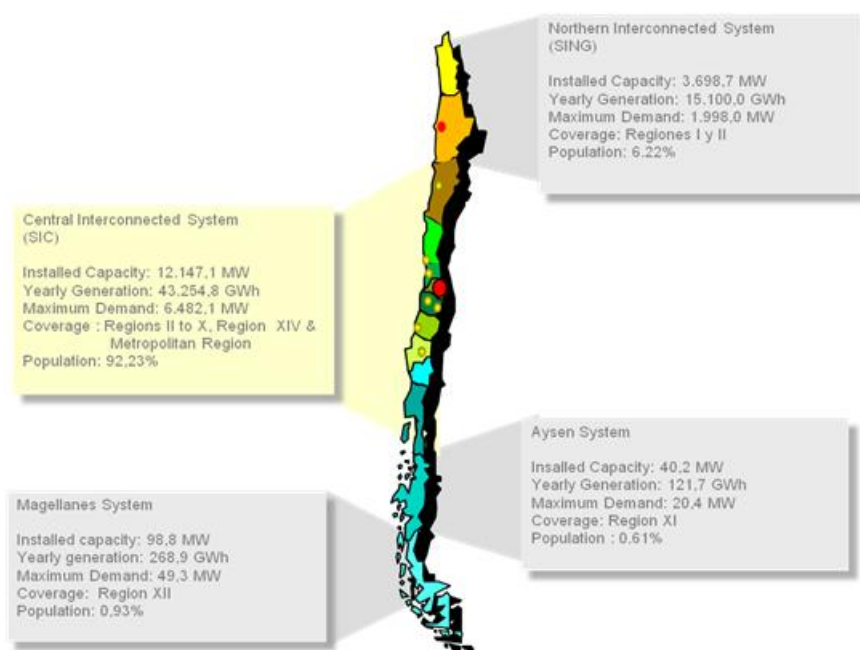 Northern Interconnected System
(SING)
Installed Capacity: 3.698,7 MW
Yearly Generation: 15.100,0 GWh
Maximum Demand: 1.998,0 MW
Coverage: Regiones I y II
Population: 6.22%
Central Interconnected System
(SIC)
Installed Capacity: 12.147,1 MW
Yearly Generation: 43.254,8 GWh
Maximum Demand: 6.482,1 MW
Coverage : Regions II to X, Region XIV &
Metropolitan Region
Population: 92,23%
Aysen System
Insalled Capacity: 40,2 MW
Yearly Generation: 121,7 GWh
Maximum Demand: 20,4 MW
Coverage: Region XI
Population : 0,61%
Magellanes System
Installed capacity: 98,8 MW
Yearly generation: 268,9 GWh
Maximum Demand: 49,3 MW
Coverage: Region XII
Population: 0,93%